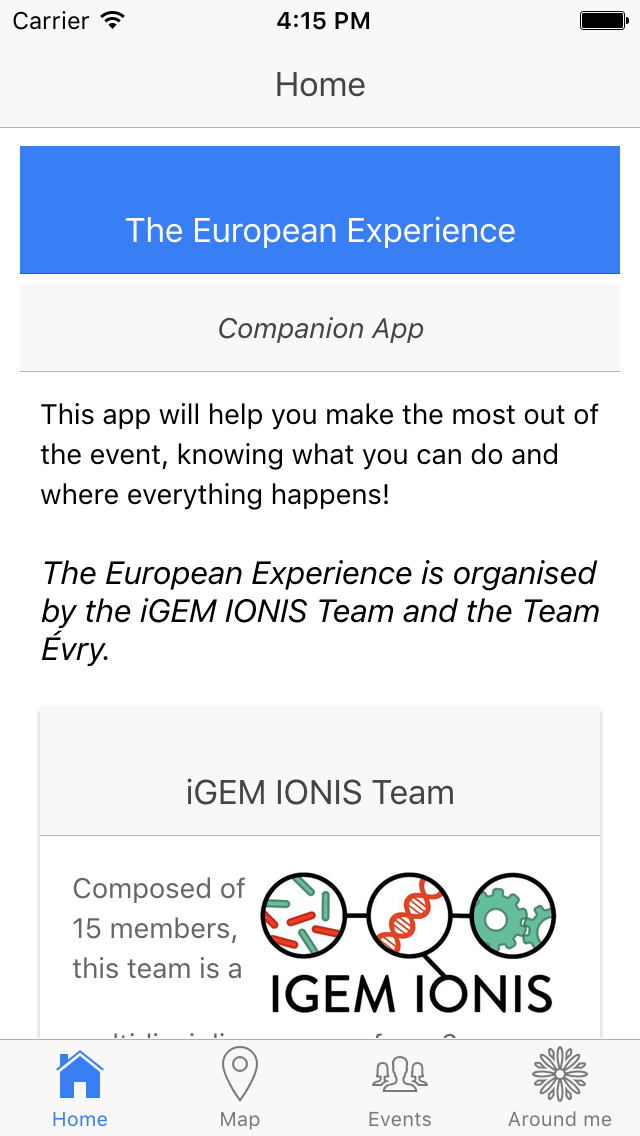 Carrier 4:15 PM
Home
The European Experience
Companion App
This app will help you make the most out of
the event, knowing what you can do and
where everything happens!
The European Experience is organised
by the iGEM IONIS Team and the Team
Évry.
iGEM IONIS Team
Composed of
15 members,
this team is a
IGEM IONIS
Home Map Events Around me